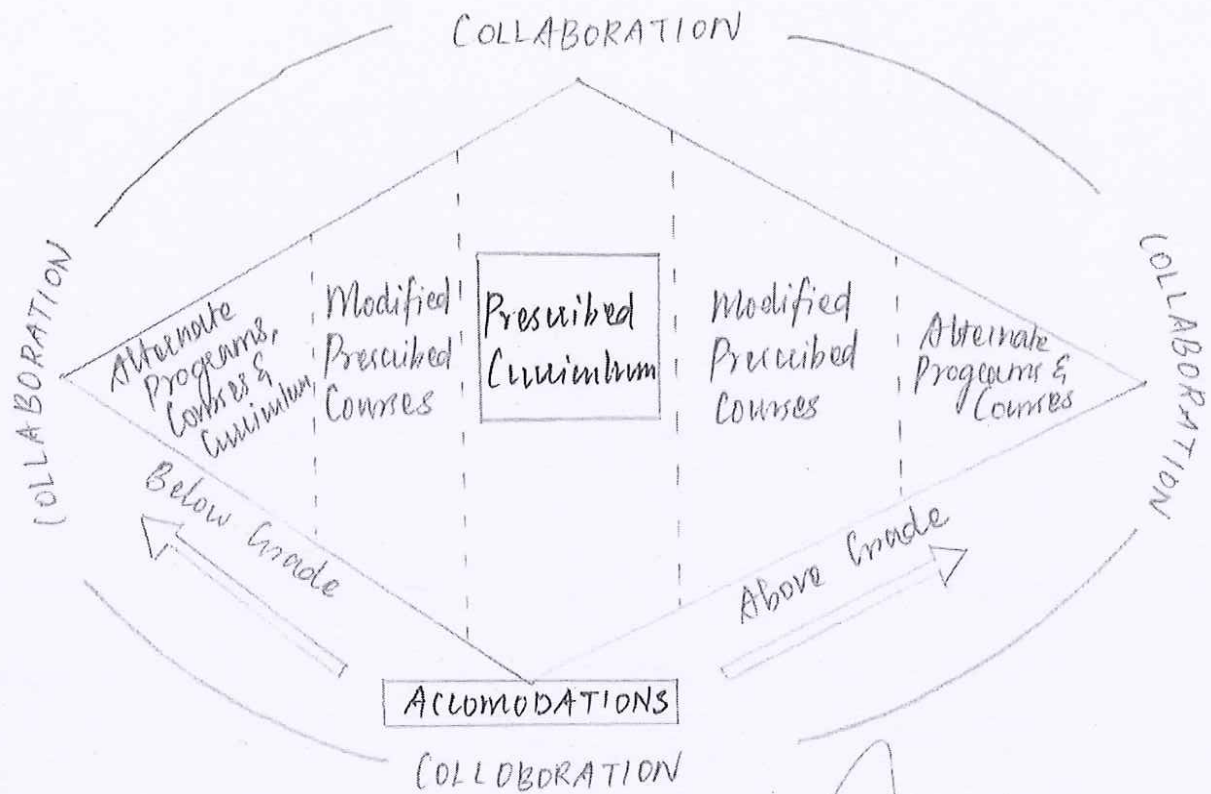 COLLABORATION
COLLABORATION
COLLABORATION
Alternate
Programs,
Courses &
Curriculum
Modified
Prescribed
Courses
Prescribed
Curriculum
Modified
Prescribed
Courses
Alternate
Programs &
Courses
Below Grade
Above Grade
ACCOMODATIONS
COLLOBORATION